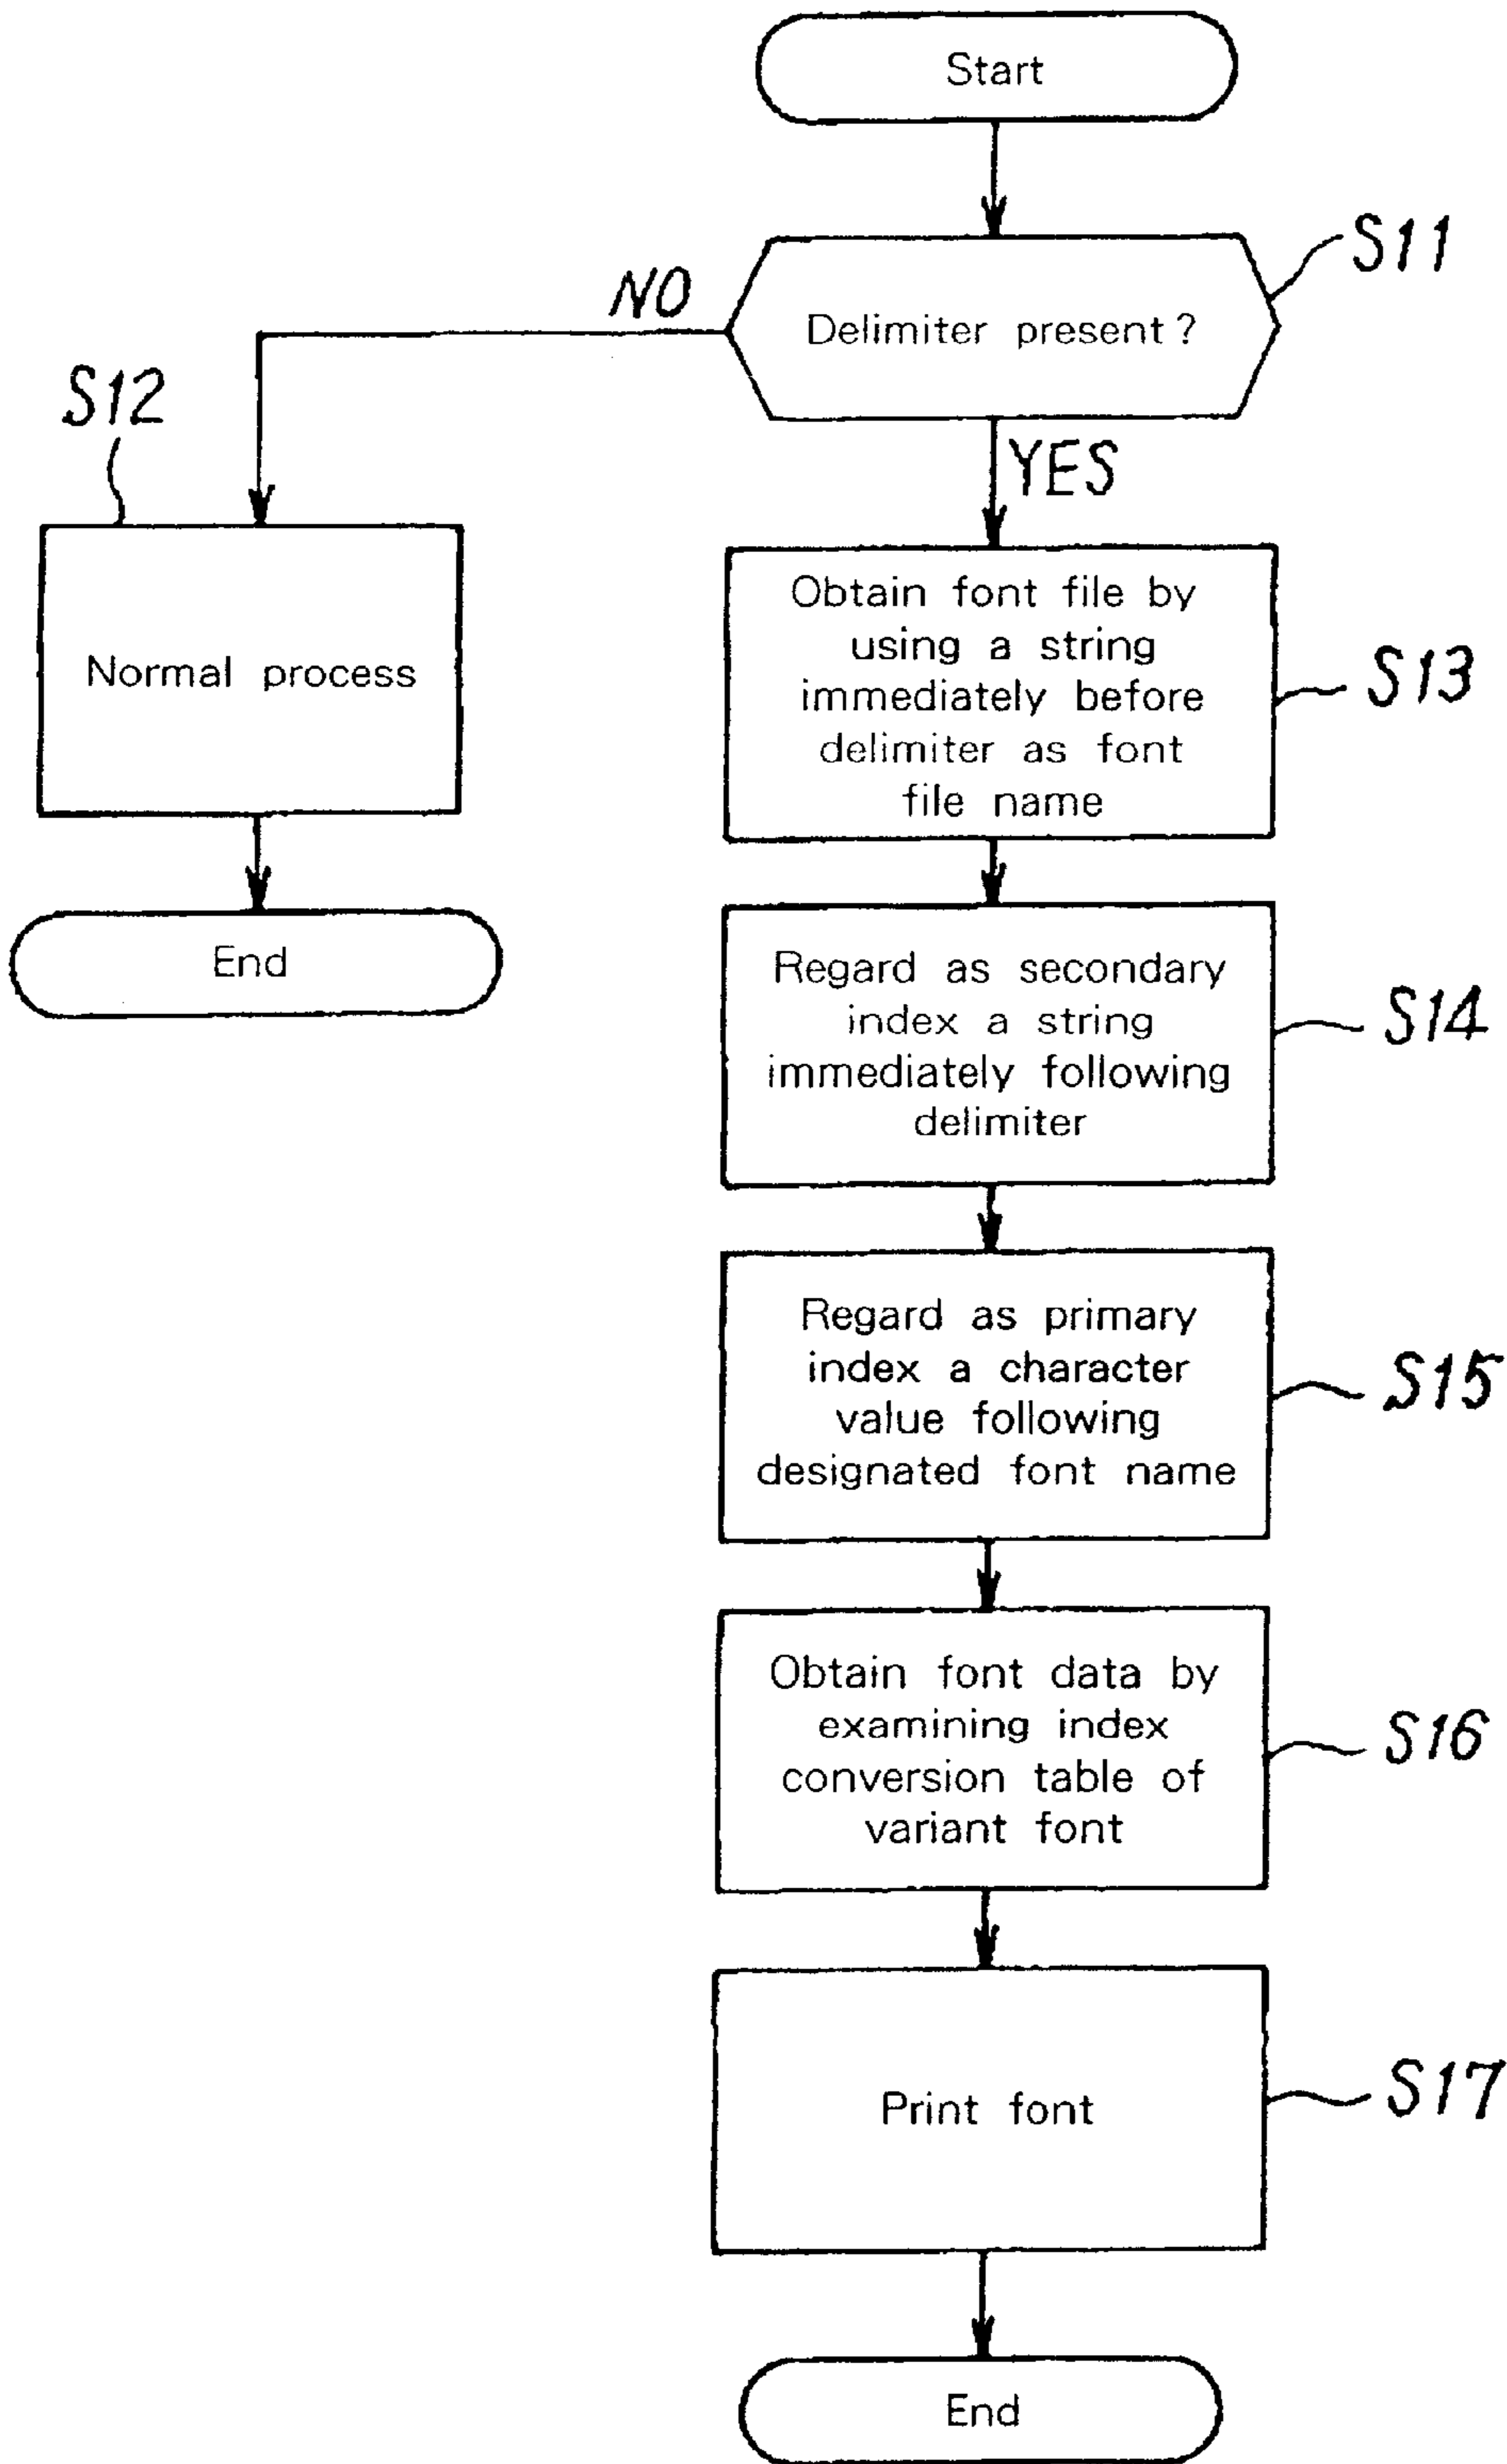 Start
S11
Delimiter present?
NO
YES
S12
Normal process
End
Obtain font file by
using a string
immediately before
delimiter as font
file name
S13
Regard as secondary
index a string
immediately following
delimiter
S14
Regard as primary
index a character
value following
designated font name
S15
Obtain font data by
examining index
conversion table of
variant font
S16
Print font
S17
End